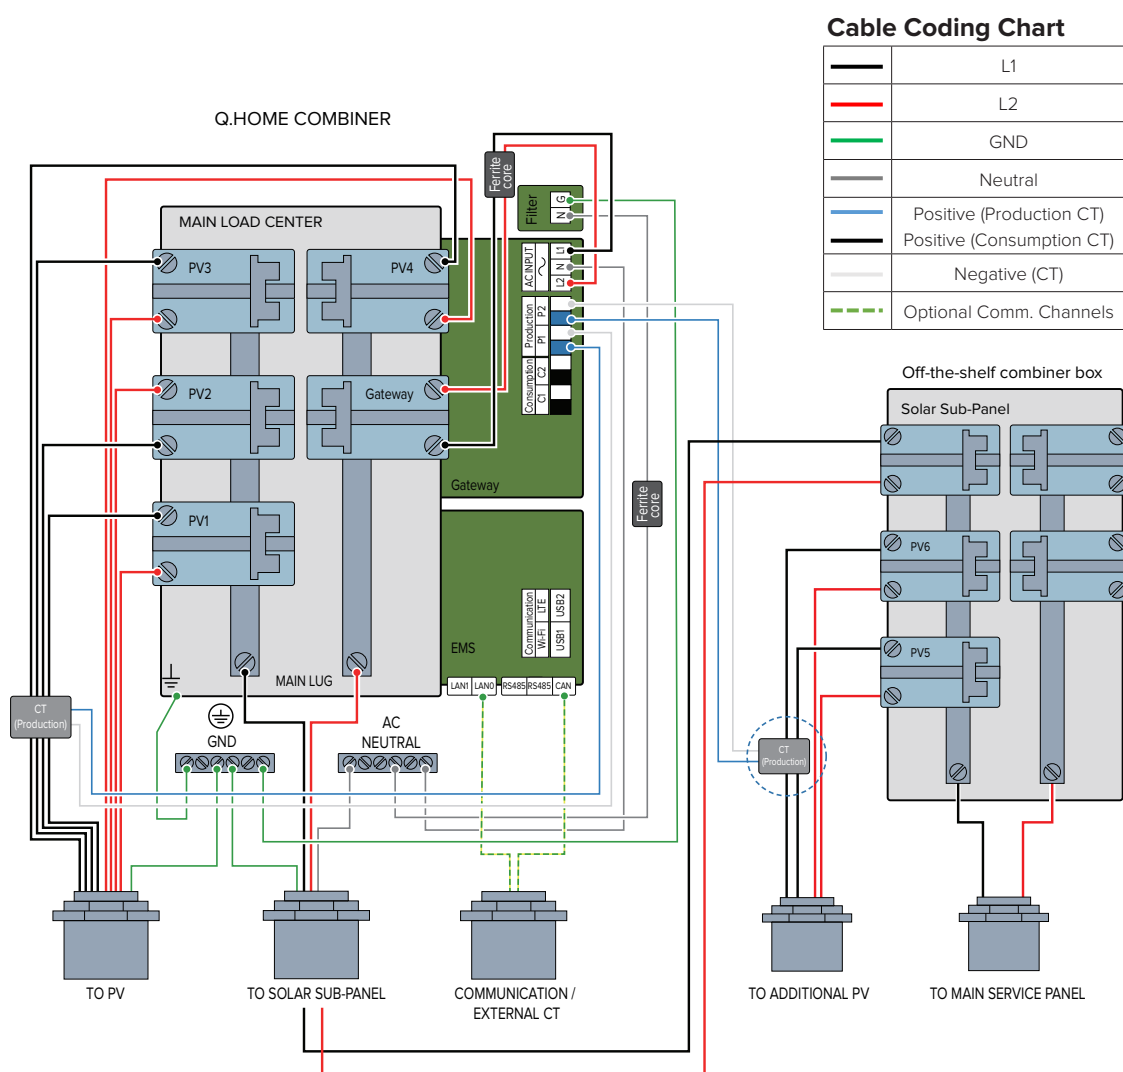 Cable Coding Chart
L1
L2
GND
Neutral
Positive (Production CT)
Positive (Consumption CT)
Negative (CT)
Optional Comm. Channels
Q.HOME COMBINER
Ferrite
core
Filter
G
N
MAIN LOAD CENTER
PV3
PV4
PV2
Gateway
PV1
MAIN LUG
AC INPUT
L1
N
L2
Production
P2
P1
Consumption
C2
C1
Gateway
Ferrite
core
Communication
Wi-Fi
LTE
USB1
USB2
EMS
LAN1
LAN0
RS485
RS485
CAN
CT
(Production)
GND
AC
NEUTRAL
Off-the-shelf combiner box
Solar Sub-Panel
PV6
PV5
CT
(Production)
TO PV
TO SOLAR SUB-PANEL
COMMUNICATION /
EXTERNAL CT
TO ADDITIONAL PV
TO MAIN SERVICE PANEL